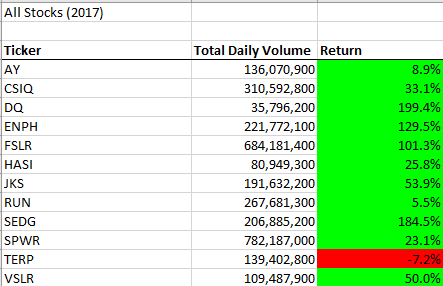 All Stocks (2017)
Ticker Total Daily Volume Return
AY 136,070,900 8.9%
CSIQ 310,592,800 33.1%
DQ 35,796,200 199.4%
ENPH 221,772,100 129.5%
FSLR 684,181,400 101.3%
HASI 80,949,300 25.8%
JKS 191,632,200 53.9%
RUN 267,681,300 5.5%
SEDG 206,885,200 184.5%
SPWR 782,187,000 23.1%
TERP 139,402,800 -7.2%
VSLR 109,487,900 50.0%